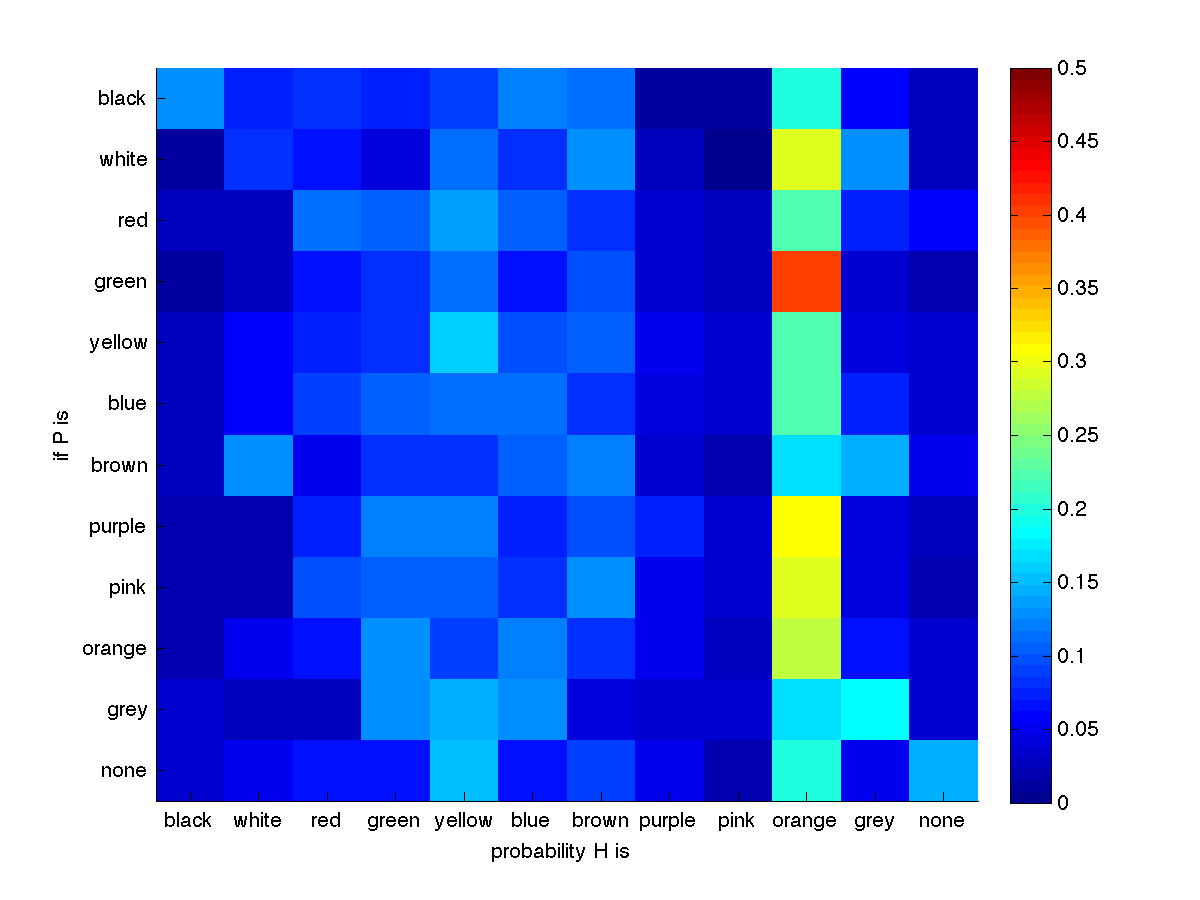 black
white
red
green
yellow
blue
brown
purple
pink
orange
grey
none
if P is
black white red green yellow blue brown purple pink orange grey none
probability H is
0.5
0.45
0.4
0.35
0.3
0.25
0.2
0.15
0.1
0.05
0